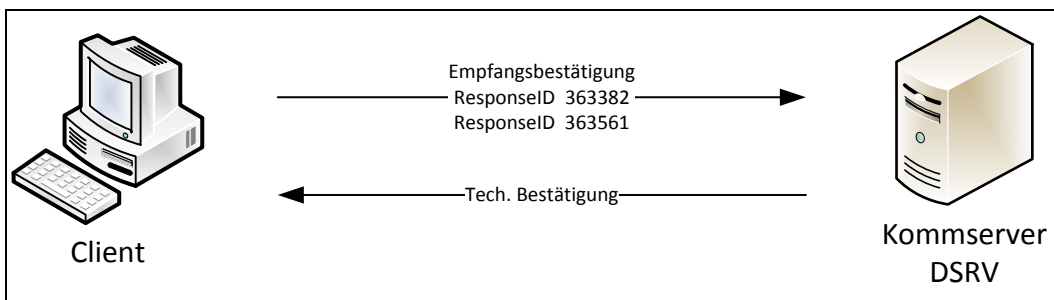 Empfangsbestätigung
ResponseID 363382
ResponseID 363561
Tech. Bestätigung
Client
Kommserver
DSRV